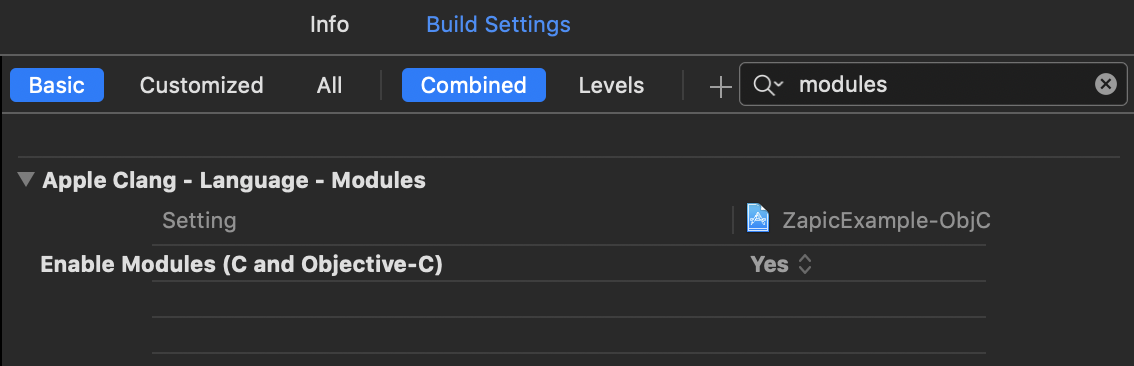 Info Build Settings
Basic Customized All Combined Levels + modules
Apple Clang - Language - Modules
Setting ZapicExample-ObjC
Enable Modules (C and Objective-C) Yes